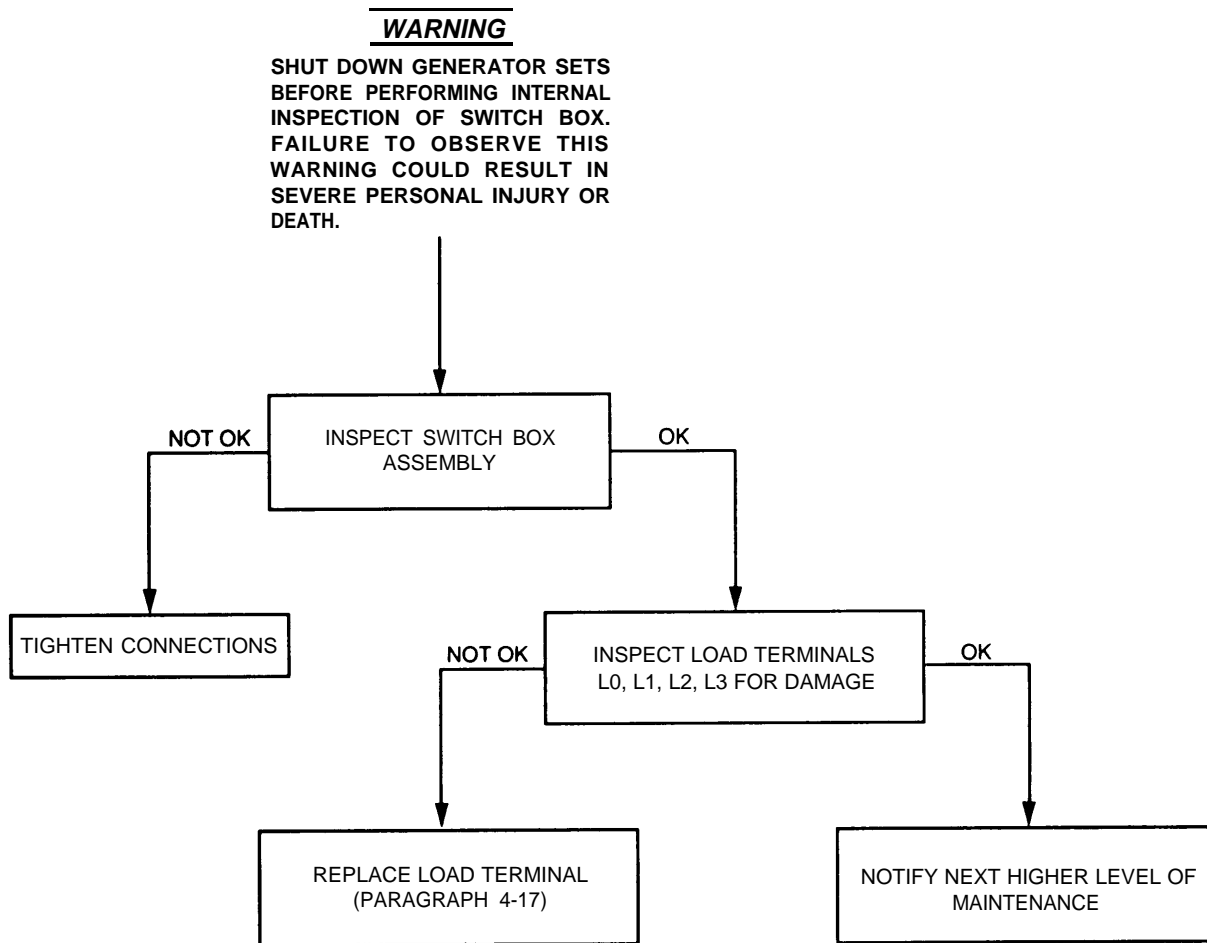 WARNING
SHUT DOWN GENERATOR SETS
BEFORE PERFORMING INTERNAL
INSPECTION OF SWITCH BOX.
FAILURE TO OBSERVE THIS
WARNING COULD RESULT IN
SEVERE PERSONAL INJURY OR
DEATH.
NOT OK
INSPECT SWITCH BOX
ASSEMBLY
OK
TIGHTEN CONNECTIONS
NOT OK
INSPECT LOAD TERMINALS
L0, L1, L2, L3 FOR DAMAGE
OK
REPLACE LOAD TERMINAL
(PARAGRAPH 4-17)
NOTIFY NEXT HIGHER LEVEL OF
MAINTENANCE